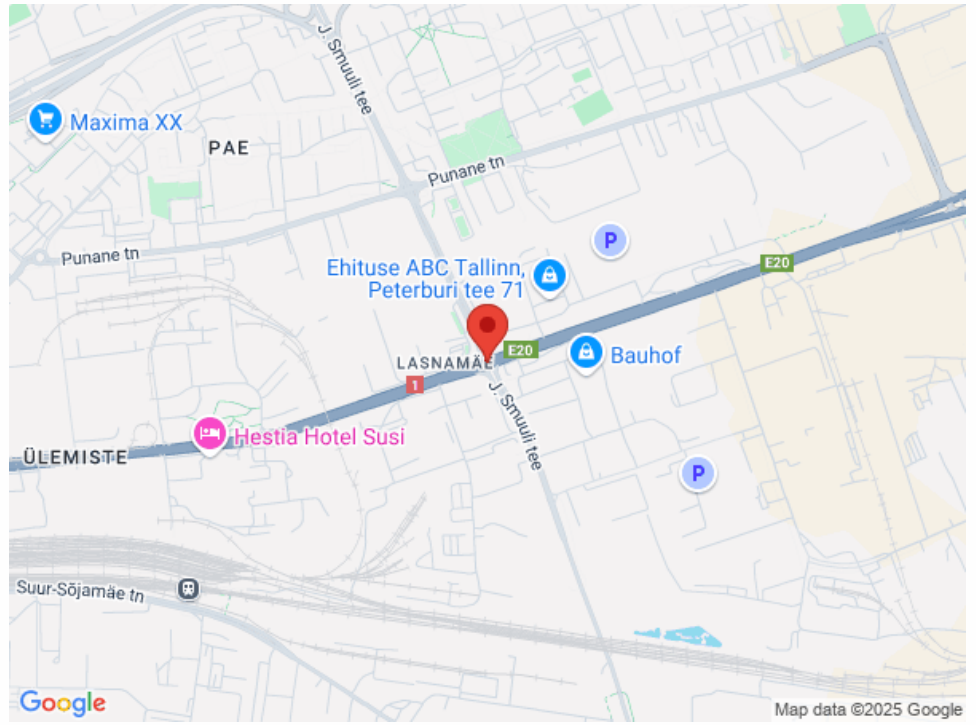 J. Smuuli tee
Maxima XX
PAE
Punane tn
Punane tn
P
E20
Ehituse ABC Tallinn,
Peterburi tee 71
E20
LASNAMÄE
Bauhof
1
J. Smuuli tee
Hestia Hotel Susi
ÜLEMISTE
P
Suur-Sõjamäe tn
Google
Map data ©2025 Google